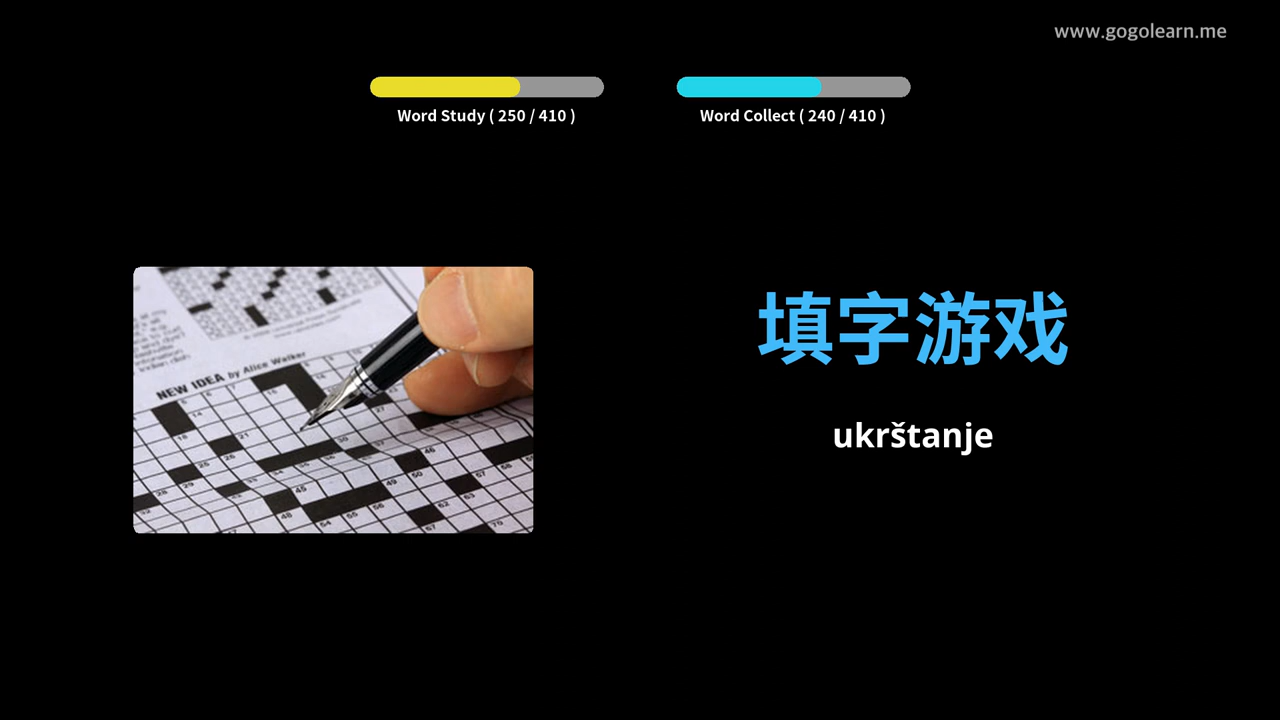 www.gogolearn.me
Word Study ( 250 / 410 )
Word Collect ( 240 / 410 )
NEW IDEA by Alice Walker
填字游戏
ukrštanje